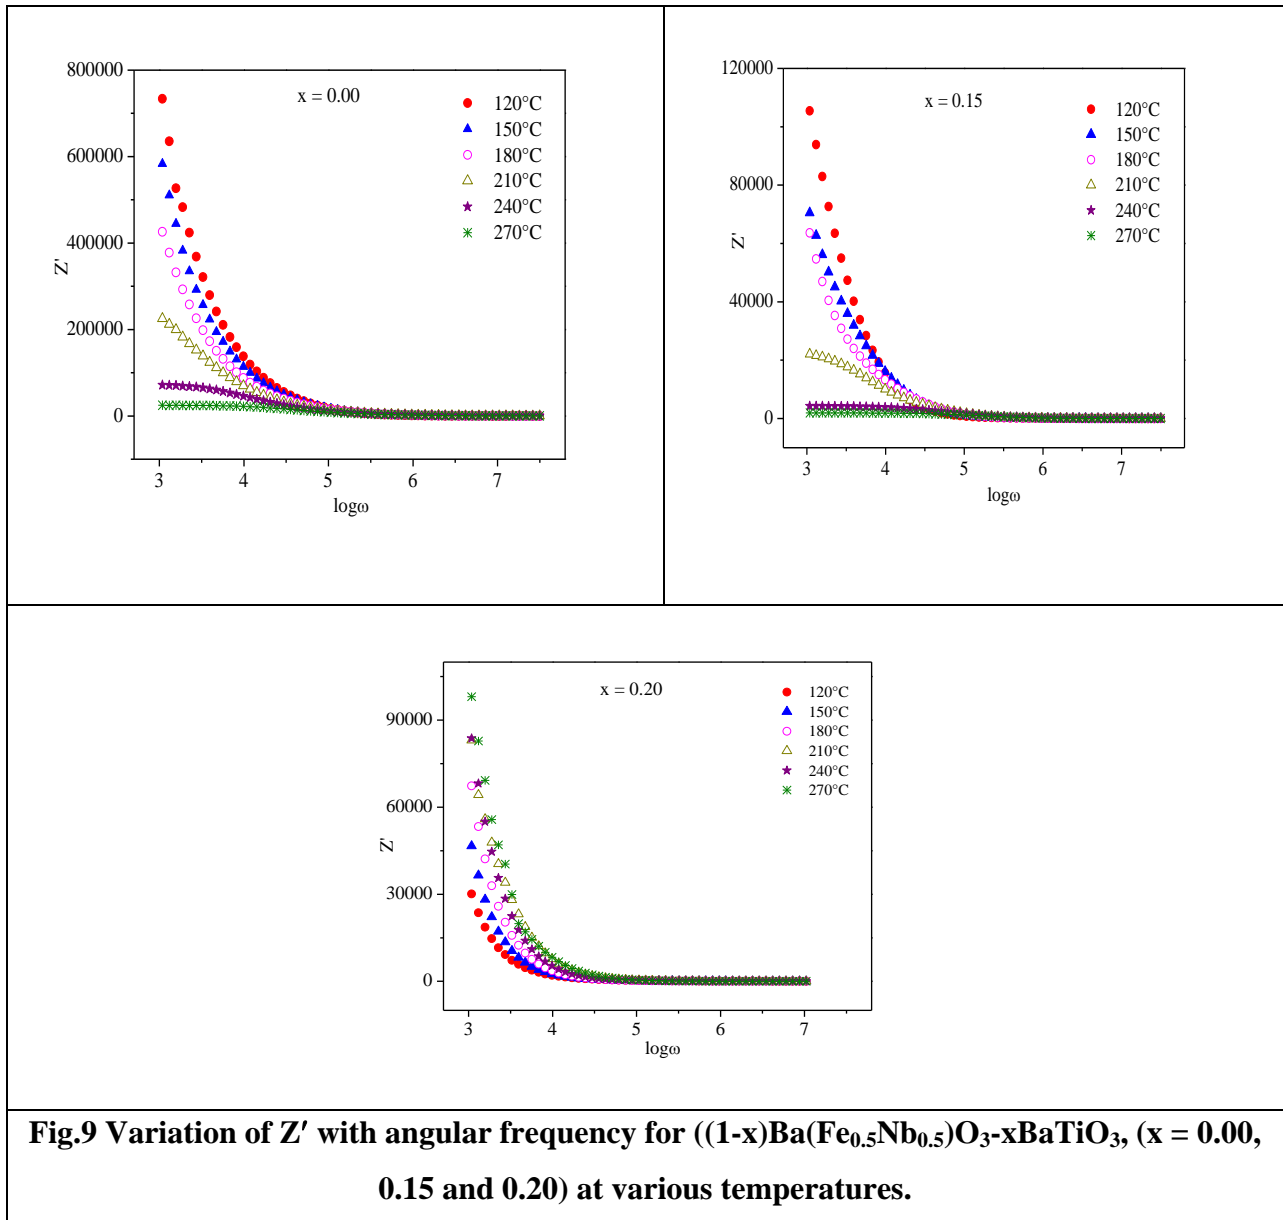 x = 0.00
800000
600000
400000
200000
0
Z'
3 4 5 6 7
logω
120°C
150°C
180°C
210°C
240°C
270°C
x = 0.15
120000
80000
40000
0
Z'
3 4 5 6 7
logω
120°C
150°C
180°C
210°C
240°C
270°C
x = 0.20
90000
60000
30000
0
Z'
3 4 5 6 7
logω
120°C
150°C
180°C
210°C
240°C
270°C
Fig.9 Variation of Z′ with angular frequency for ((1-x)Ba(Fe₀.₅Nb₀.₅)O₃-xBaTiO₃, (x = 0.00,
0.15 and 0.20) at various temperatures.